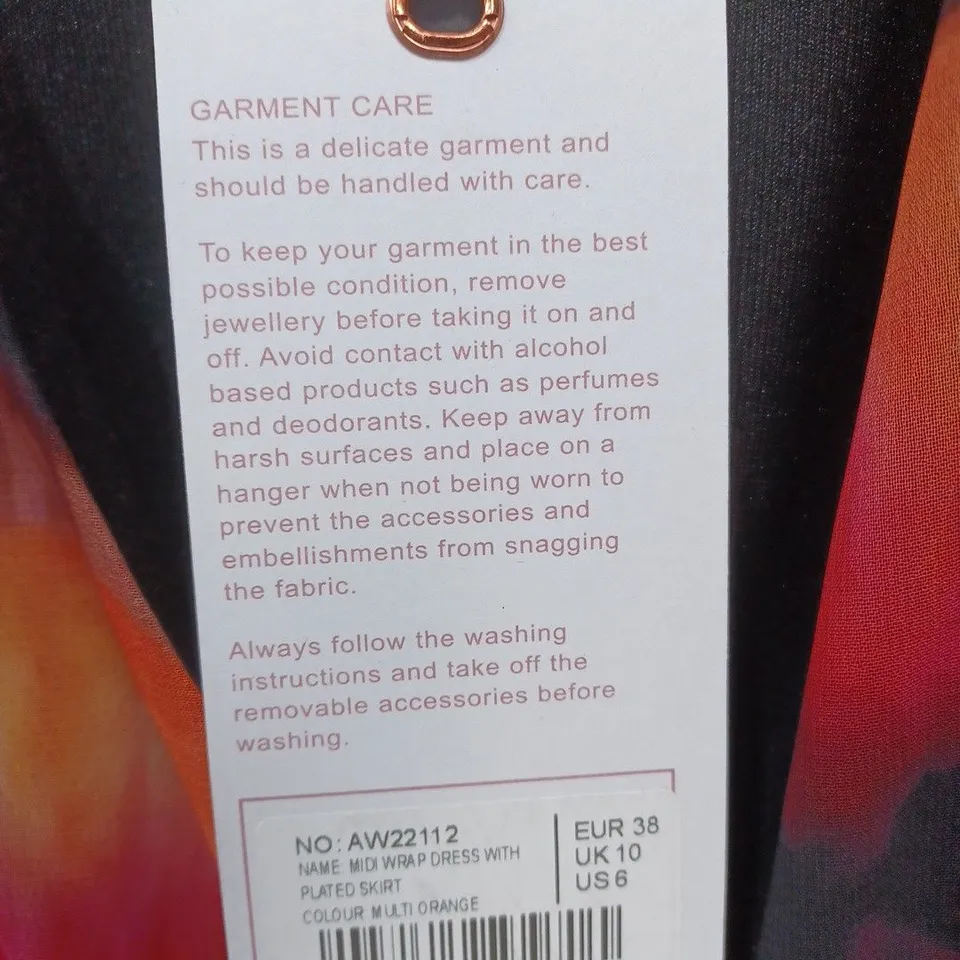 GARMENT CARE
This is a delicate garment and
should be handled with care.
To keep your garment in the best
possible condition, remove
jewellery before taking it on and
off. Avoid contact with alcohol
based products such as perfumes
and deodorants. Keep away from
harsh surfaces and place on a
hanger when not being worn to
prevent the accessories and
embellishments from snagging
the fabric.
Always follow the washing
instructions and take off the
removable accessories before
washing.
NO: AW22112
NAME: MIDI WRAP DRESS WITH
PLATED SKIRT
COLOUR MULTI ORANGE
EUR 38
UK 10
US 6